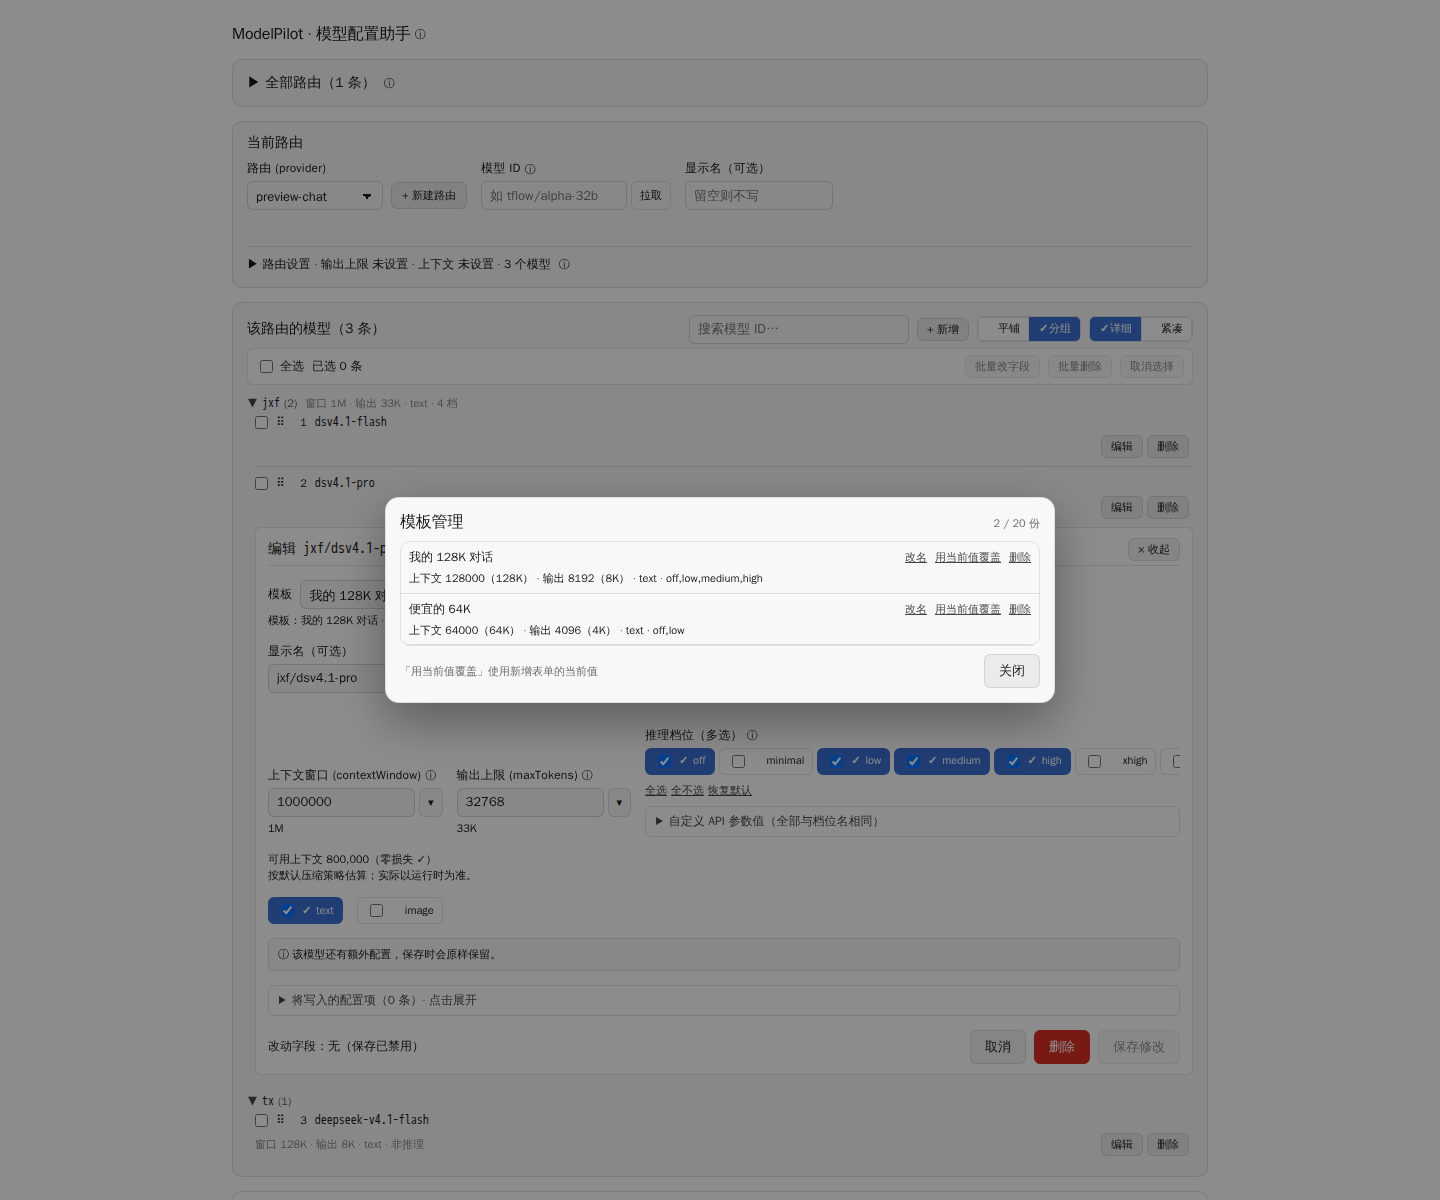 ModelPilot · 模型配置助手 ⓘ
▶ 全部路由（1 条） ⓘ
当前路由
路由 (provider) 模型 ID ⓘ 显示名（可选）
preview-chat + 新建路由 如 tflow/alpha-32b 拉取 留空则不写
▶ 路由设置 · 输出上限 未设置 · 上下文 未设置 · 3 个模型 ⓘ
该路由的模型（3 条） 搜索模型 ID… + 新增 平铺 ✓分组 ✓详细 紧凑
全选 已选 0 条 批量改字段 批量删除 取消选择
▼ jxf (2) 窗口 1M · 输出 33K · text · 4 档
⠿ 1 dsv4.1-flash
编辑 删除
⠿ 2 dsv4.1-pro
编辑 删除
模板管理 2 / 20 份
我的 128K 对话 改名 用当前值覆盖 删除
上下文 128000（128K） · 输出 8192（8K） · text · off,low,medium,high
便宜的 64K 改名 用当前值覆盖 删除
上下文 64000（64K） · 输出 4096（4K） · text · off,low
「用当前值覆盖」使用新增表单的当前值 关闭
编辑 jxf/dsv4.1-p × 收起
模板 我的 128K 对
模板：我的 128K 对话 ·
显示名（可选）
jxf/dsv4.1-pro
推理档位（多选） ⓘ
✓ off minimal ✓ low ✓ medium ✓ high xhigh
全选 全不选 恢复默认
▶ 自定义 API 参数值（全部与档位名相同）
上下文窗口 (contextWindow) ⓘ 输出上限 (maxTokens) ⓘ
1000000 ▾ 32768 ▾
1M 33K
可用上下文 800,000（零损失 ✓）
按默认压缩策略估算；实际以运行时为准。
✓ text image
ⓘ 该模型还有额外配置，保存时会原样保留。
▶ 将写入的配置项（0 条）· 点击展开
改动字段：无（保存已禁用） 取消 删除 保存修改
▼ tx (1)
⠿ 3 deepseek-v4.1-flash
窗口 128K · 输出 8K · text · 非推理 编辑 删除